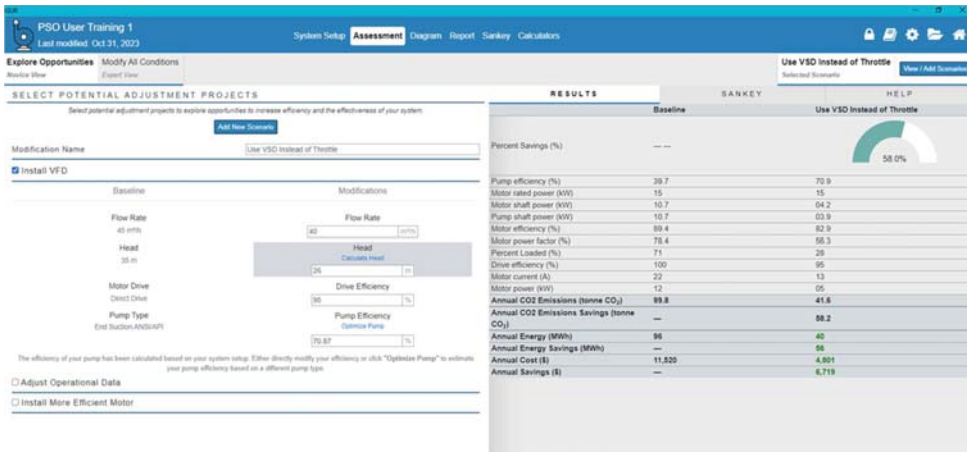 PSO User Training 1
Last modified: Oct 31, 2023
System Setup Assessment Diagram Report Sankey Calculators
Explore Opportunities Modify All Conditions
Novice View Expert View
Use VSD Instead of Throttle
Selected Scenario
View / Add Scenarios
SELECT POTENTIAL ADJUSTMENT PROJECTS
Select potential adjustment projects to explore opportunities to increase efficiency and the effectiveness of your system.
Add New Scenario
Modification Name Use VSD Instead of Throttle
Install VFD
Baseline Modifications
Flow Rate Flow Rate
45 m³/h 40 m³/h
Head Head
Calculate Head
35 m 26 m
Motor Drive Drive Efficiency
Direct Drive 95 %
Pump Type Pump Efficiency
End Suction ANSI/API Optimize Pump
70.87 %
The efficiency of your pump has been calculated based on your system setup. Either directly modify your efficiency or click "Optimize Pump" to estimate
your pump efficiency based on a different pump type.
Adjust Operational Data
Install More Efficient Motor
RESULTS SANKEY HELP
Baseline Use VSD Instead of Throttle
Percent Savings (%) -- -- 58.0%
Pump efficiency (%) 39.7 70.9
Motor rated power (kW) 15 15
Motor shaft power (kW) 10.7 04.2
Pump shaft power (kW) 10.7 03.9
Motor efficiency (%) 89.4 82.9
Motor power factor (%) 78.4 56.3
Percent Loaded (%) 71 28
Drive efficiency (%) 100 95
Motor current (A) 22 13
Motor power (kW) 12 05
Annual CO2 Emissions (tonne CO₂) 99.8 41.6
Annual CO2 Emissions Savings (tonne
CO₂) — 58.2
Annual Energy (MWh) 96 40
Annual Energy Savings (MWh) — 56
Annual Cost ($) 11,520 4,801
Annual Savings ($) — 6,719